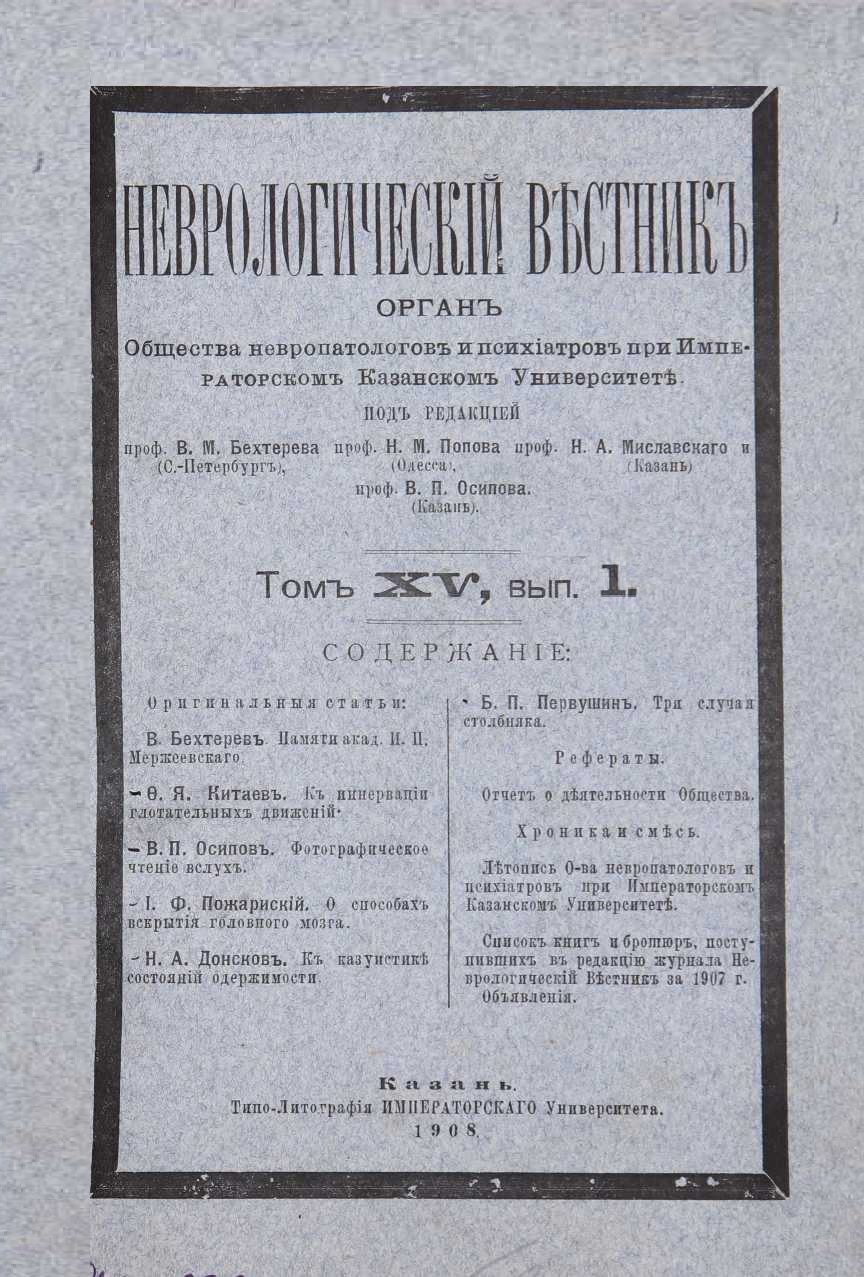 НЕВРОЛОГИЧЕСКІЙ ВѢСТНИКЪ
ОРГАНЪ
Общества невропатологовъ и психіатровъ при Импе-
раторскомъ Казанскомъ Университетѣ.
ПОДЪ РЕДАКЦІЕЙ
проф. В. М. Бехтерева проф. Н. М. Попова проф. Н. А. Миславскаго и
(С.-Петербургъ), (Одесса), (Казань)
проф. В. П. Осипова.
(Казань).
Томъ XV, вып. 1.
СОДЕРЖАНІЕ:
Оригинальныя статьи:
В. Бехтеревъ. Памяти акад. И. П.
Мержеевскаго.
Ѳ. Я. Китаевъ. Къ иннерваціи
глотательныхъ движеній.
В. П. Осиповъ. Фотографическое
чтеніе вслухъ.
І. Ф. Пожарискій. О способахъ
вскрытія головного мозга.
Н. А. Донсковъ. Къ казуистикѣ
состояній одержимости.
Б. П. Первушинъ. Три случая
столбняка.
Рефераты.
Отчетъ о дѣятельности Общества.
Хроника и смѣсь.
Лѣтопись О-ва невропатологовъ и
психіатровъ при Императорскомъ
Казанскомъ Университетѣ.
Списокъ книгъ и брошюръ, посту-
пившихъ въ редакцію журнала Не-
врологическій Вѣстникъ за 1907 г.
Объявленія.
Казань.
Типо-Литографія ИМПЕРАТОРСКАГО Университета.
1908.